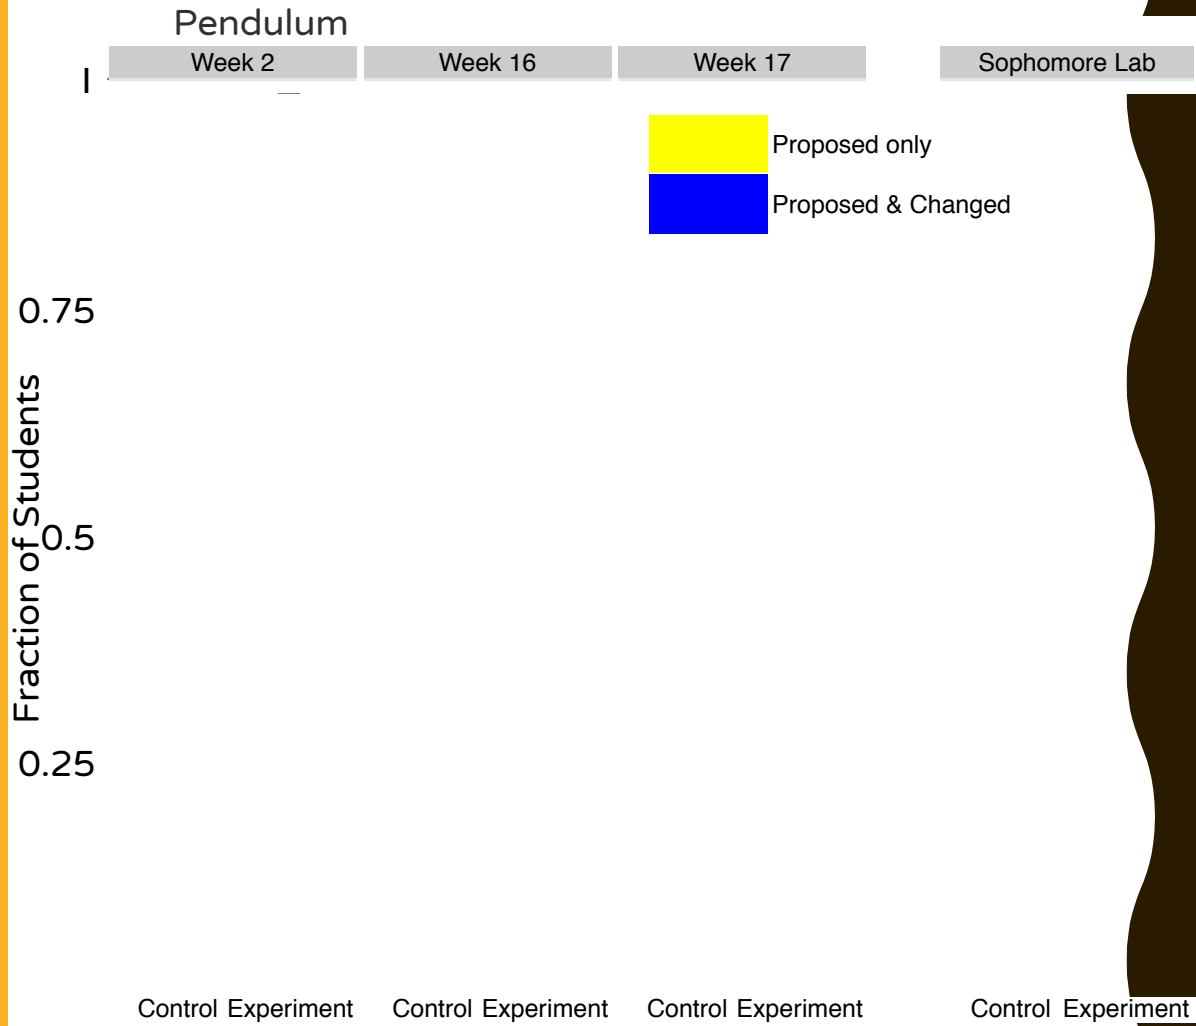 Pendulum
Week 2
Week 16
Week 17
Sophomore Lab
1
Proposed only
Proposed & Changed
0.75
Fraction of Students
0.5
0.25
Control Experiment
Control Experiment
Control Experiment
Control Experiment